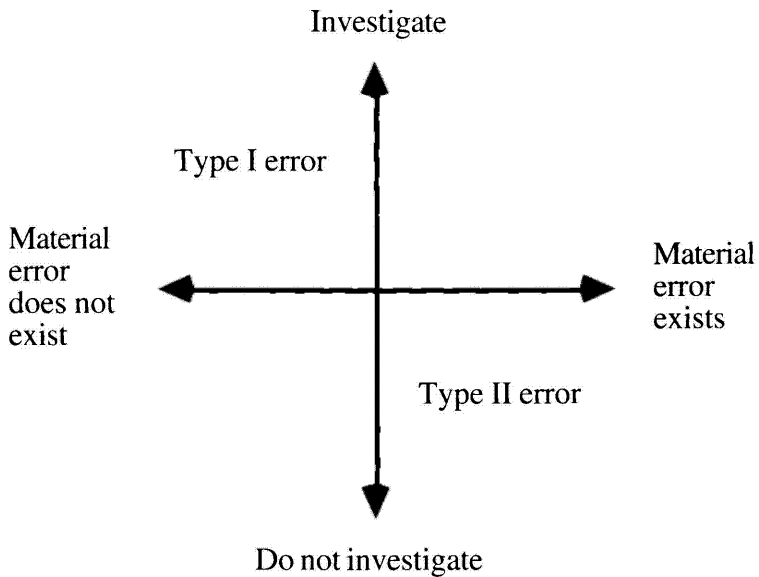 Investigate
Type I error
Material
error
does not
exist
Material
error
exists
Type II error
Do not investigate